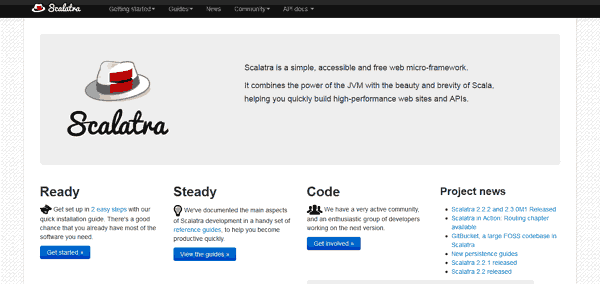 Scalatra Getting started Guides News Community API docs
Scalatra is a simple, accessible and free web micro-framework.
It combines the power of the JVM with the beauty and brevity of Scala,
helping you quickly build high-performance web sites and APIs.
Scalatra
Ready
Get set up in 2 easy steps with our
quick installation guide. There's a good
chance that you already have most of the
software you need.
Get started »
Steady
We've documented the main aspects
of Scalatra development in a handy set of
reference guides, to help you become
productive quickly.
View the guides »
Code
We have a very active community,
and an enthusiastic group of developers
working on the next version.
Get involved »
Project news
Scalatra 2.2.2 and 2.3.0M1 Released
Scalatra in Action: Routing chapter
available
GitBucket, a large FOSS codebase in
Scalatra
New persistence guides
Scalatra 2.2.1 released
Scalatra 2.2 released